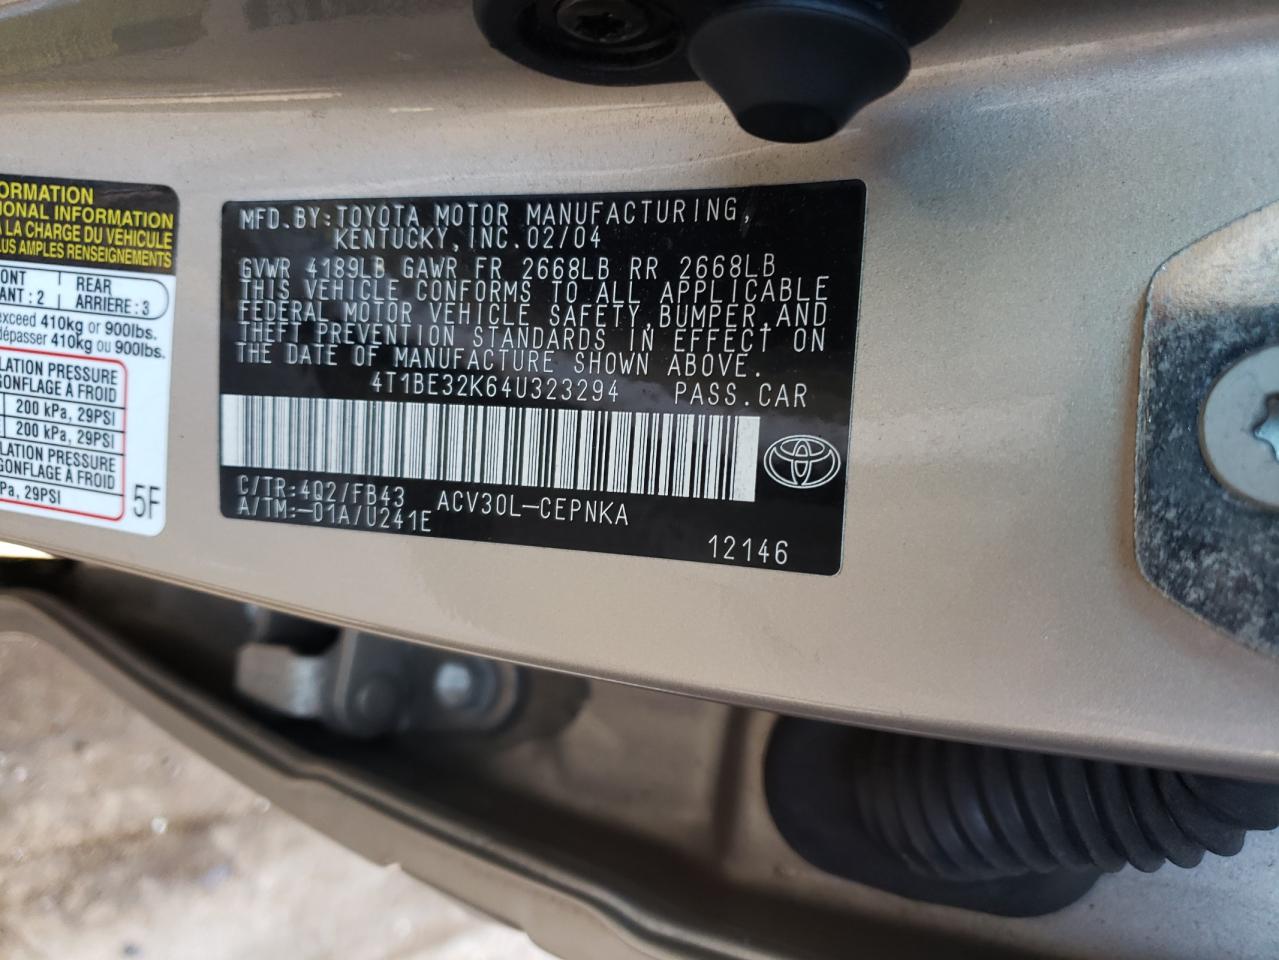 ORMATION
IONAL INFORMATION
À LA CHARGE DU VÉHICULE
LUS AMPLES RENSEIGNEMENTS
ONT
ANT : 2
REAR
ARRIÈRE : 3
exceed 410kg or 900lbs.
dépasser 410kg ou 900lbs.
LATION PRESSURE
GONFLAGE À FROID
200 kPa, 29PSI
200 kPa, 29PSI
LATION PRESSURE
GONFLAGE À FROID
Pa, 29PSI
5F
MFD.BY:TOYOTA MOTOR MANUFACTURING,
KENTUCKY,INC.02/04
GVWR 4189LB GAWR FR 2668LB RR 2668LB
THIS VEHICLE CONFORMS TO ALL APPLICABLE
FEDERAL MOTOR VEHICLE SAFETY,BUMPER,AND
THEFT PREVENTION STANDARDS IN EFFECT ON
THE DATE OF MANUFACTURE SHOWN ABOVE.
4T1BE32K64U323294 PASS.CAR
C/TR:4Q2/FB43 ACV30L-CEPNKA
A/TM:-01A/U241E
12146